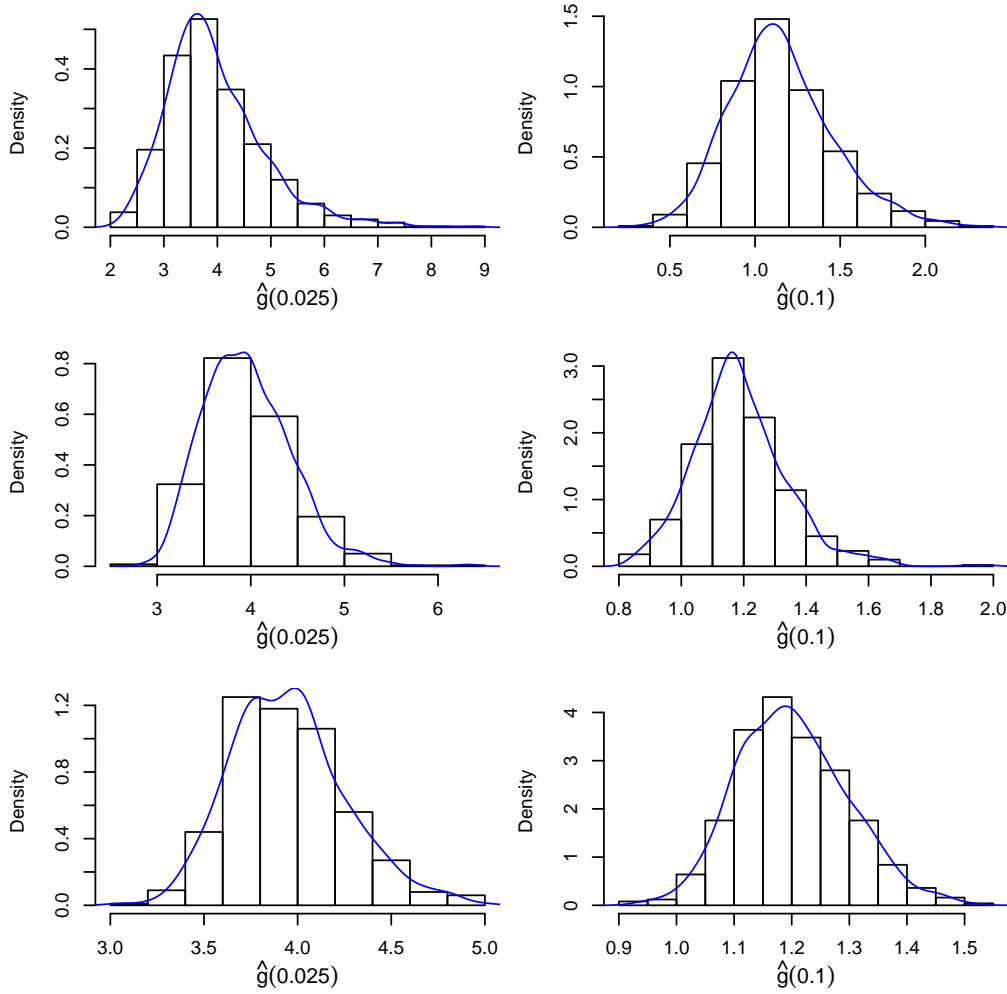 Density
0.0 0.2 0.4
2 3 4 5 6 7 8 9
ĝ(0.025)
Density
0.0 0.5 1.0 1.5
0.5 1.0 1.5 2.0
ĝ(0.1)
Density
0.0 0.2 0.4 0.6 0.8
3 4 5 6
ĝ(0.025)
Density
0.0 1.0 2.0 3.0
0.8 1.0 1.2 1.4 1.6 1.8 2.0
ĝ(0.1)
Density
0.0 0.4 0.8 1.2
3.0 3.5 4.0 4.5 5.0
ĝ(0.025)
Density
0 1 2 3 4
0.9 1.0 1.1 1.2 1.3 1.4 1.5
ĝ(0.1)